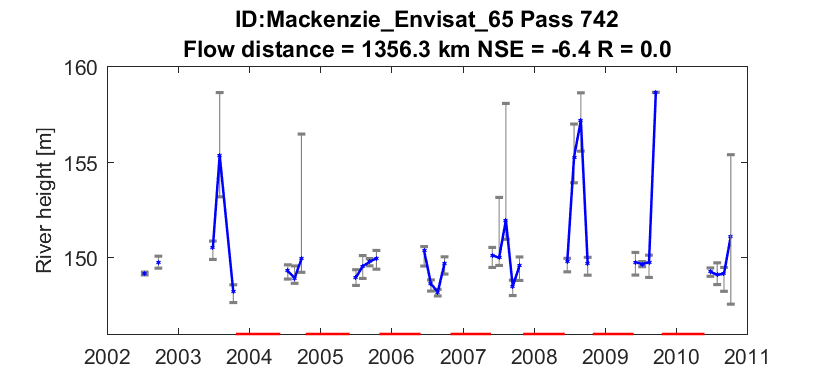 ID:Mackenzie_Envisat_65 Pass 742
Flow distance = 1356.3 km NSE = -6.4 R = 0.0
160
155
150
River height [m]
2002 2003 2004 2005 2006 2007 2008 2009 2010 2011